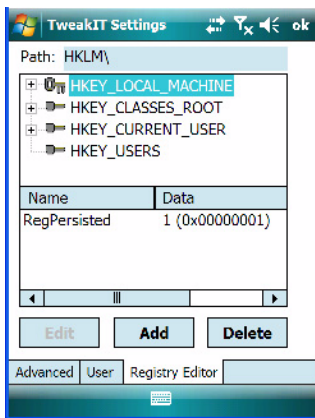 TweakIT Settings ok
Path: HKLM\
HKEY_LOCAL_MACHINE
HKEY_CLASSES_ROOT
HKEY_CURRENT_USER
HKEY_USERS
Name Data
RegPersisted 1 (0x00000001)
Edit Add Delete
Advanced User Registry Editor